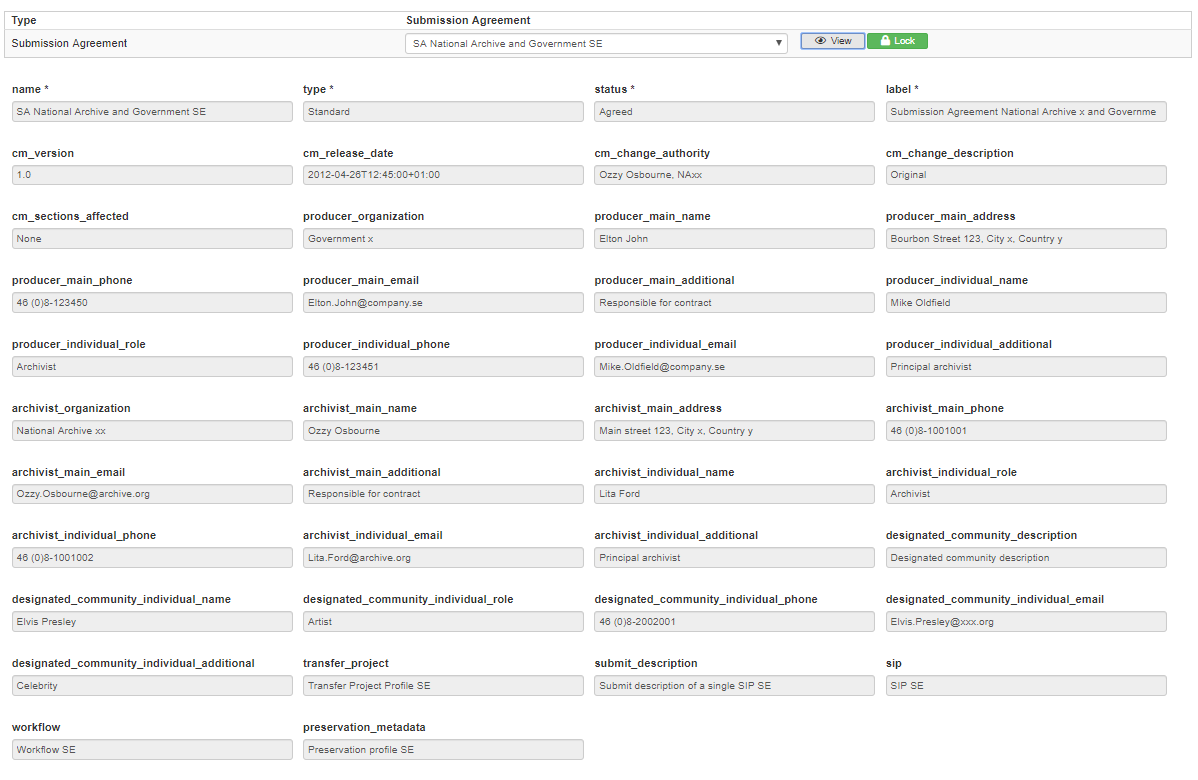 Type Submission Agreement
Submission Agreement SA National Archive and Government SE View Lock
name * type * status * label *
SA National Archive and Government SE Standard Agreed Submission Agreement National Archive x and Governme
cm_version cm_release_date cm_change_authority cm_change_description
1.0 2012-04-26T12:45:00+01:00 Ozzy Osbourne, NAxx Original
cm_sections_affected producer_organization producer_main_name producer_main_address
None Government x Elton John Bourbon Street 123, City x, Country y
producer_main_phone producer_main_email producer_main_additional producer_individual_name
46 (0)8-123450 Elton.John@company.se Responsible for contract Mike Oldfield
producer_individual_role producer_individual_phone producer_individual_email producer_individual_additional
Archivist 46 (0)8-123451 Mike.Oldfield@company.se Principal archivist
archivist_organization archivist_main_name archivist_main_address archivist_main_phone
National Archive xx Ozzy Osbourne Main street 123, City x, Country y 46 (0)8-1001001
archivist_main_email archivist_main_additional archivist_individual_name archivist_individual_role
Ozzy.Osbourne@archive.org Responsible for contract Lita Ford Archivist
archivist_individual_phone archivist_individual_email archivist_individual_additional designated_community_description
46 (0)8-1001002 Lita.Ford@archive.org Principal archivist Designated community description
designated_community_individual_name designated_community_individual_role designated_community_individual_phone designated_community_individual_email
Elvis Presley Artist 46 (0)8-2002001 Elvis.Presley@xxx.org
designated_community_individual_additional transfer_project submit_description sip
Celebrity Transfer Project Profile SE Submit description of a single SIP SE SIP SE
workflow preservation_metadata
Workflow SE Preservation profile SE